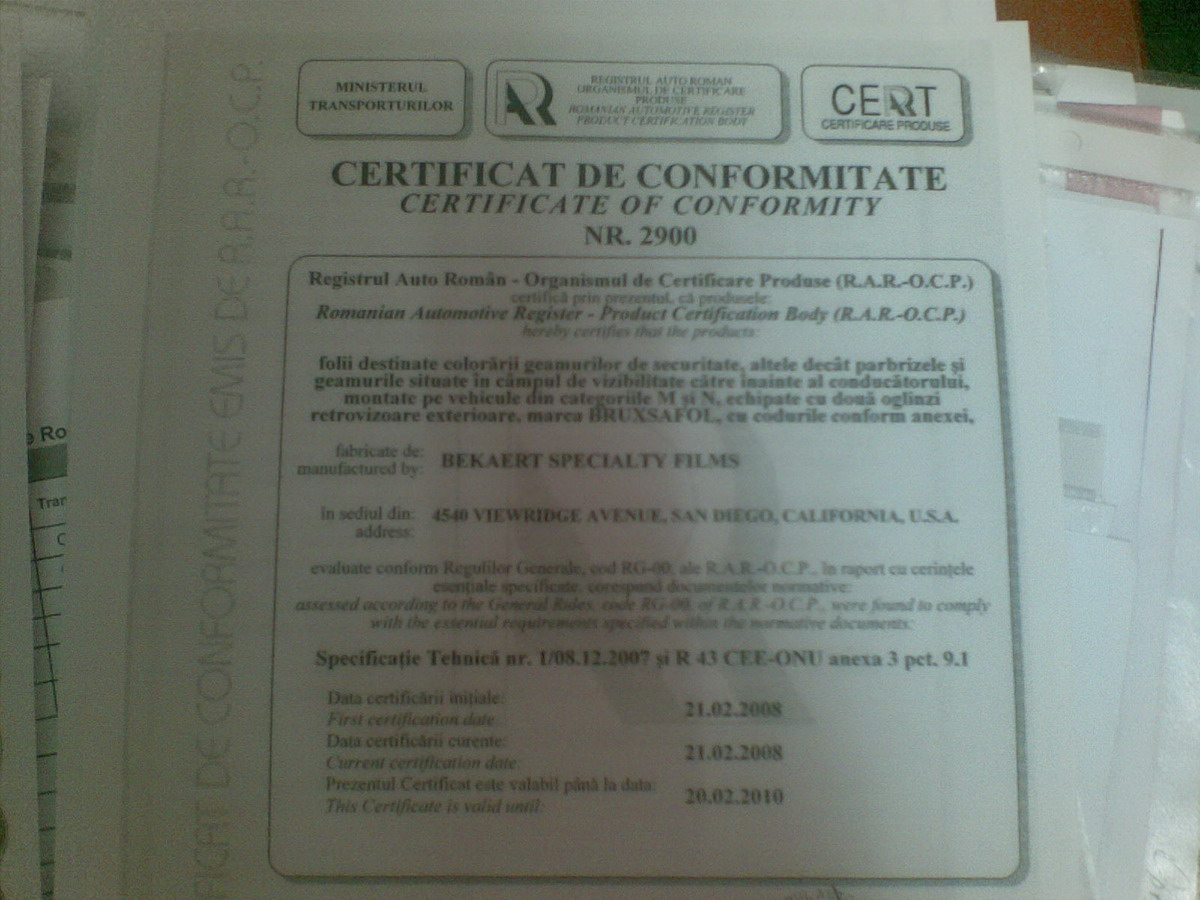 MINISTERUL
TRANSPORTURILOR
AR
REGISTRUL AUTO ROMAN
ORGANISMUL DE CERTIFICARE
PRODUSE
ROMANIAN AUTOMOTIVE REGISTER
PRODUCT CERTIFICATION BODY
CERT
CERTIFICARE PRODUSE
CERTIFICAT DE CONFORMITATE
CERTIFICATE OF CONFORMITY
NR. 2900
Registrul Auto Român - Organismul de Certificare Produse (R.A.R.-O.C.P.)
certifică prin prezentul, că produsele:
Romanian Automotive Register - Product Certification Body (R.A.R.-O.C.P.)
hereby certifies that the products:
folii destinate colorării geamurilor de securitate, altele decât parbrizele și
geamurile situate în câmpul de vizibilitate către înainte al conducătorului,
montate pe vehicule din categoriile M și N, echipate cu două oglinzi
retrovizoare exterioare, marca BRUXSAFOL, cu codurile conform anexei,
fabricate de:
manufactured by:
BEKAERT SPECIALTY FILMS
în sediul din:
address:
4540 VIEWRIDGE AVENUE, SAN DIEGO, CALIFORNIA, U.S.A.
evaluate conform Regulilor Generale, cod RG-00, ale R.A.R.-O.C.P., în raport cu cerințele
esențiale specificate, corespund documentelor normative:
assessed according to the General Rules, code RG-00, of R.A.R.-O.C.P., were found to comply
with the essential requirements specified within the normative documents:
Specificație Tehnică nr. 1/08.12.2007 și R 43 CEE-ONU anexa 3 pct. 9.1
Data certificării inițiale:
First certification date:
21.02.2008
Data certificării curente:
Current certification date:
21.02.2008
Prezentul Certificat este valabil până la data:
This Certificate is valid until:
20.02.2010
FICAT DE CONFORMITATE EMIS DE R.A.R.-O.C.P.
e Ro
Tran